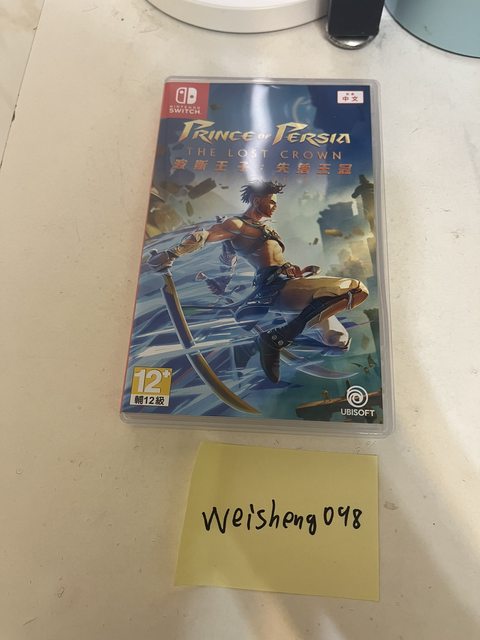 NINTENDO
SWITCH
中文
PRINCE OF PERSIA
THE LOST CROWN
波斯王子：失落王冠
12+
輔12級
UBISOFT
Weisheng098